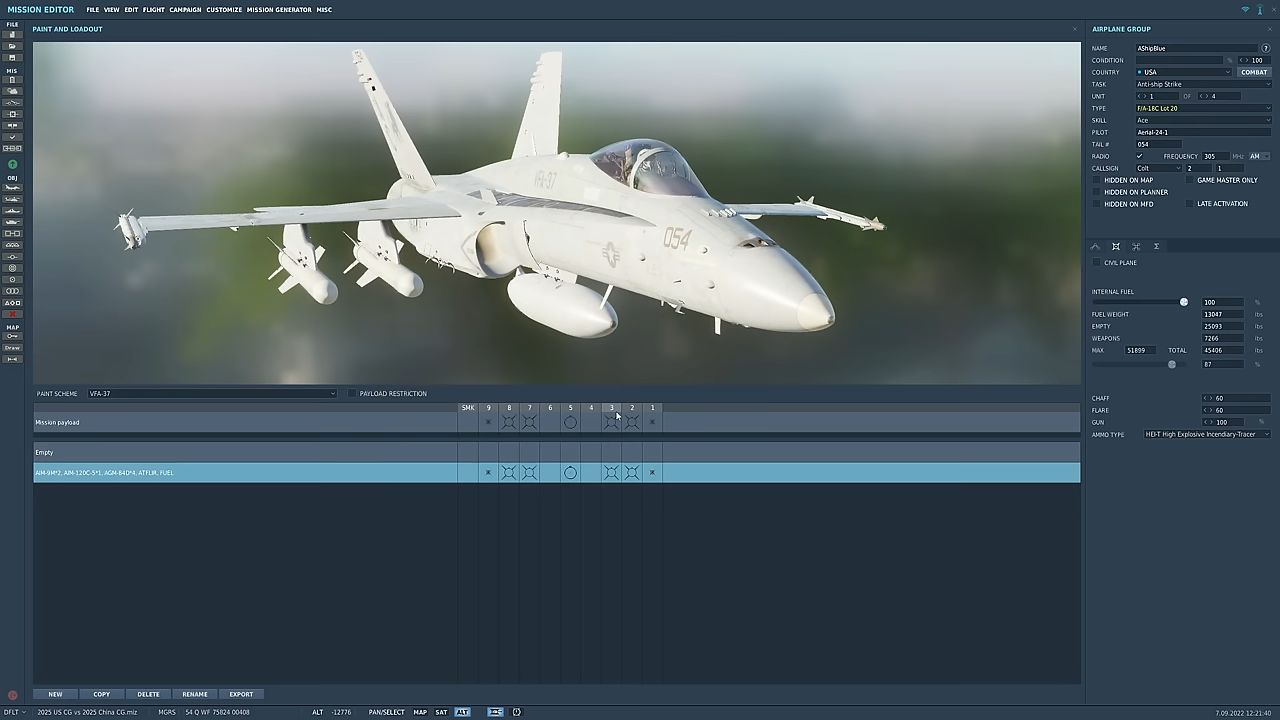 MISSION EDITOR FILE VIEW EDIT FLIGHT CAMPAIGN CUSTOMIZE MISSION GENERATOR MISC
FILE
PAINT AND LOADOUT
MIS
OBJ
MAP
Draw
VFA-37
054
PAINT SCHEME VFA-37 PAYLOAD RESTRICTION
SMK 9 8 7 6 5 4 3 2 1
Mission payload
Empty
AIM-9M*2, AIM-120C-5*1, AGM-84D*4, ATFLIR, FUEL
NEW COPY DELETE RENAME EXPORT
AIRPLANE GROUP
NAME AShipBlue ?
CONDITION % < > 100
COUNTRY USA COMBAT
TASK Anti-ship Strike
UNIT < > 1 OF < > 4
TYPE F/A-18C Lot 20
SKILL Ace
PILOT Aerial-24-1
TAIL # 054
RADIO FREQUENCY 305 MHz AM
CALLSIGN Colt 2 1
HIDDEN ON MAP GAME MASTER ONLY
HIDDEN ON PLANNER
HIDDEN ON MFD LATE ACTIVATION
CIVIL PLANE
INTERNAL FUEL
100 %
FUEL WEIGHT 13047 lbs
EMPTY 25093 lbs
WEAPONS 7266 lbs
MAX 51899 TOTAL 45406 lbs
87 %
CHAFF < > 60
FLARE < > 60
GUN < > 100 %
AMMO TYPE HEI-T High Explosive Incendiary-Tracer
DFLT 2025 US CG vs 2025 China CG.miz MGRS 54 Q WF 75824 00408 ALT -12776 PAN/SELECT MAP SAT ALT 7.09.2022 12:21:40